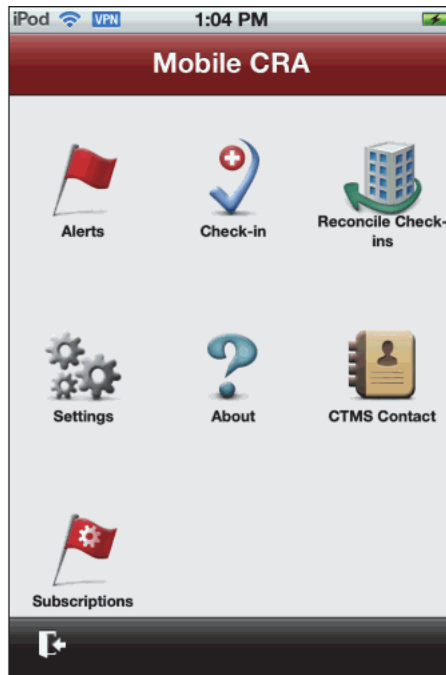 iPod VPN 1:04 PM
Mobile CRA
Alerts
Check-in
Reconcile Check-
ins
Settings
About
CTMS Contact
Subscriptions